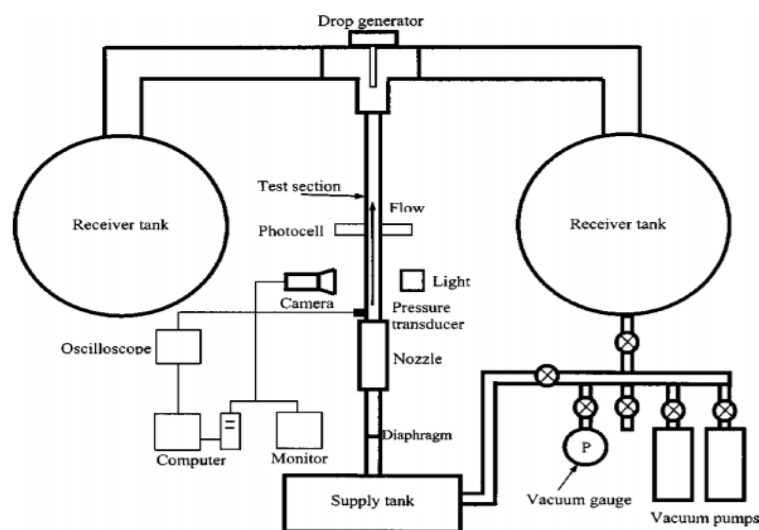 Drop generator
Test section
Flow
Receiver tank
Receiver tank
Photocell
Light
Camera
Pressure
transducer
Oscilloscope
Nozzle
Diaphragm
Computer
Monitor
P
Supply tank
Vacuum gauge
Vacuum pumps